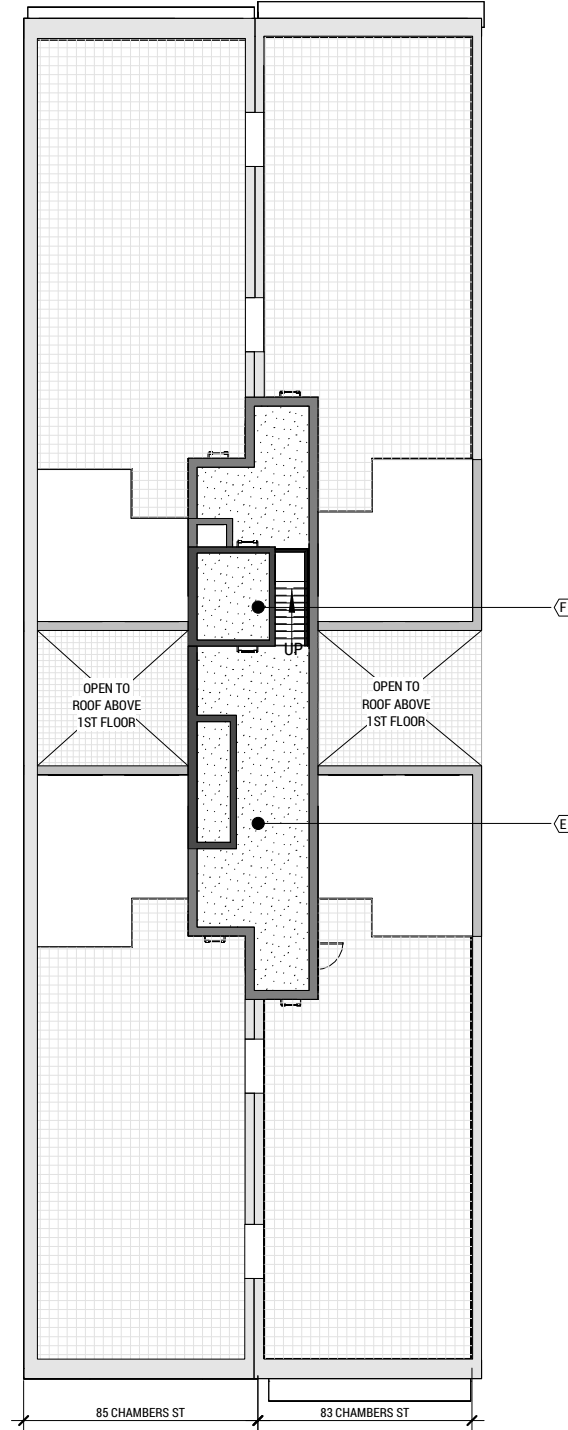 F
UP
OPEN TO
ROOF ABOVE
1ST FLOOR
OPEN TO
ROOF ABOVE
1ST FLOOR
E
85 CHAMBERS ST
83 CHAMBERS ST